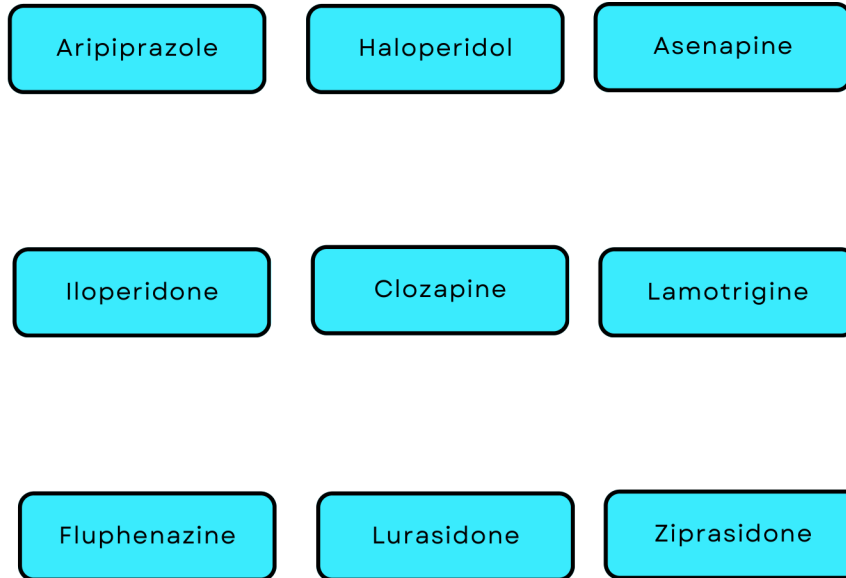 Aripiprazole
Haloperidol
Asenapine
Iloperidone
Clozapine
Lamotrigine
Fluphenazine
Lurasidone
Ziprasidone